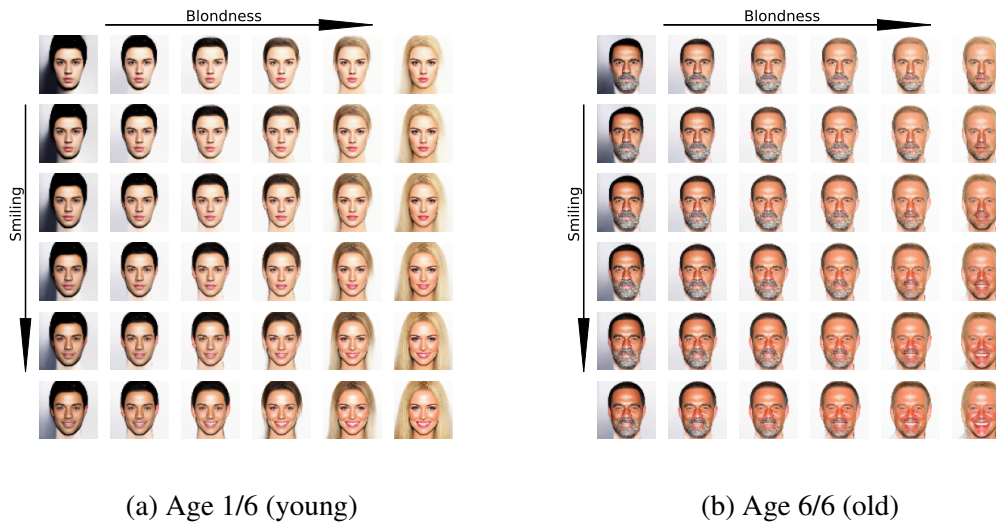 Blondness
Smiling
(a) Age 1/6 (young)
Blondness
Smiling
(b) Age 6/6 (old)